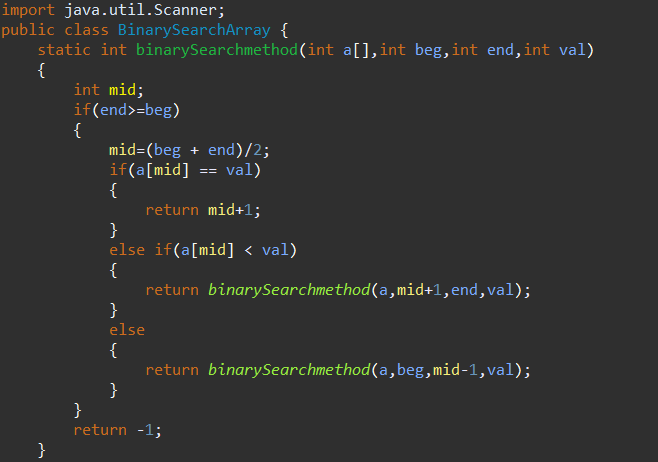 import java.util.Scanner;
public class BinarySearchArray {
    static int binarySearchmethod(int a[],int beg,int end,int val)
    {
        int mid;
        if(end>=beg)
        {
            mid=(beg + end)/2;
            if(a[mid] == val)
            {
                return mid+1;
            }
            else if(a[mid] < val)
            {
                return binarySearchmethod(a,mid+1,end,val);
            }
            else
            {
                return binarySearchmethod(a,beg,mid-1,val);
            }
        }
        return -1;
    }